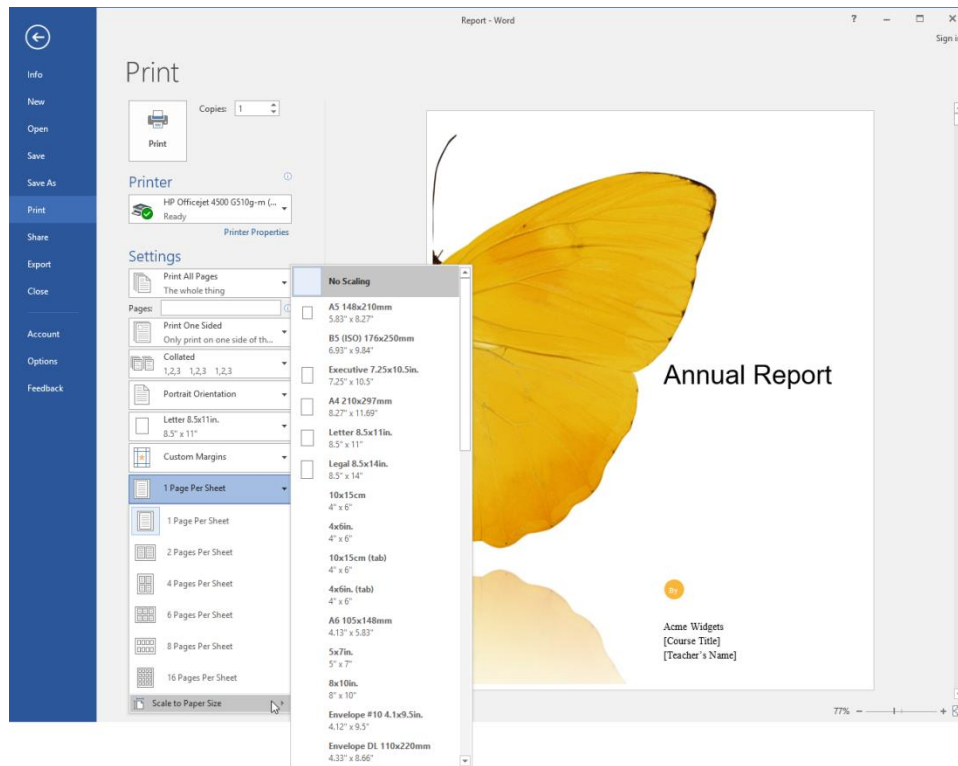 Report - Word
?
Sign i
Info
New
Open
Save
Save As
Print
Share
Export
Close
Account
Options
Feedback
Print
Copies: 1
Print
Printer
HP Officejet 4500 G510g-m (...
Ready
Printer Properties
Settings
Print All Pages
The whole thing
Pages:
Print One Sided
Only print on one side of th...
Collated
1,2,3 1,2,3 1,2,3
Portrait Orientation
Letter 8.5x11in.
8.5" x 11"
Custom Margins
1 Page Per Sheet
1 Page Per Sheet
2 Pages Per Sheet
4 Pages Per Sheet
6 Pages Per Sheet
8 Pages Per Sheet
16 Pages Per Sheet
Scale to Paper Size
No Scaling
A5 148x210mm
5.83" x 8.27"
B5 (ISO) 176x250mm
6.93" x 9.84"
Executive 7.25x10.5in.
7.25" x 10.5"
A4 210x297mm
8.27" x 11.69"
Letter 8.5x11in.
8.5" x 11"
Legal 8.5x14in.
8.5" x 14"
10x15cm
4" x 6"
4x6in.
4" x 6"
10x15cm (tab)
4" x 6"
4x6in. (tab)
4" x 6"
A6 105x148mm
4.13" x 5.83"
5x7in.
5" x 7"
8x10in.
8" x 10"
Envelope #10 4.1x9.5in.
4.12" x 9.5"
Envelope DL 110x220mm
4.33" x 8.66"
Annual Report
By
Acme Widgets
[Course Title]
[Teacher's Name]
77%